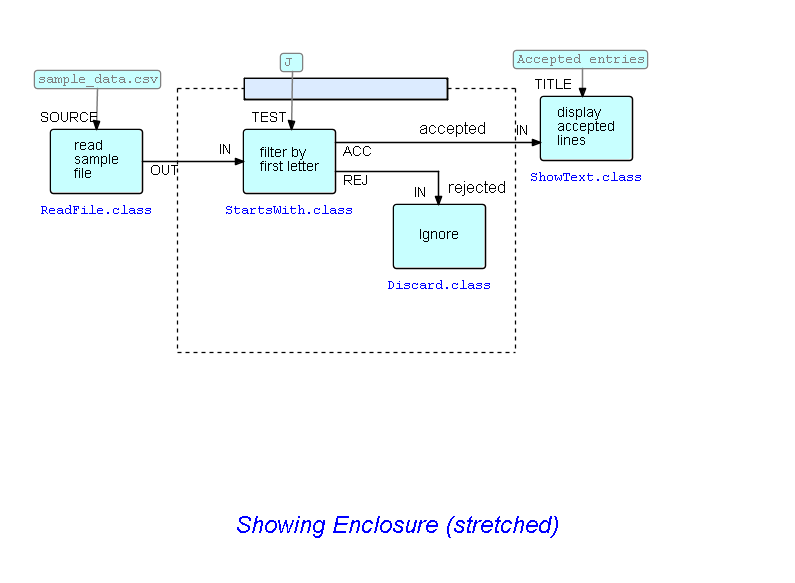 Accepted entries
J
sample_data.csv
TITLE
SOURCE
TEST
display
accepted
lines
accepted
IN
read
sample
file
IN
filter by
first letter
ACC
OUT
REJ
IN
rejected
ShowText.class
ReadFile.class
StartsWith.class
Ignore
Discard.class
Showing Enclosure (stretched)